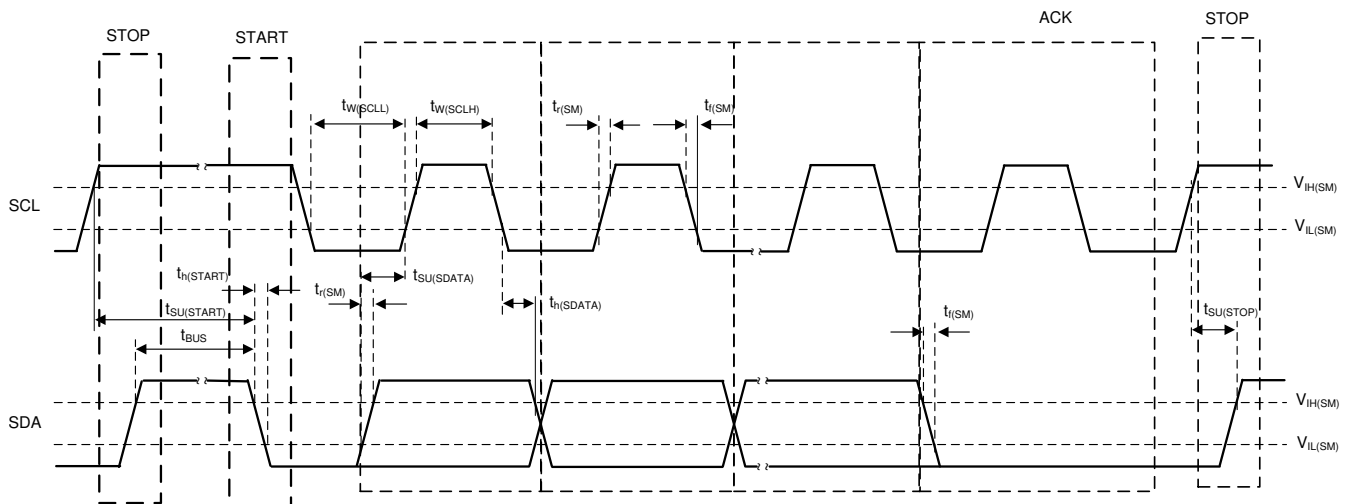 ACK
STOP
START
STOP
tW(SCLL)
tW(SCLH)
tr(SM)
tf(SM)
SCL
VIH(SM)
VIL(SM)
th(START)
tSU(SDATA)
tr(SM)
th(SDATA)
tSU(START)
tf(SM)
tSU(STOP)
tBUS
SDA
VIH(SM)
VIL(SM)